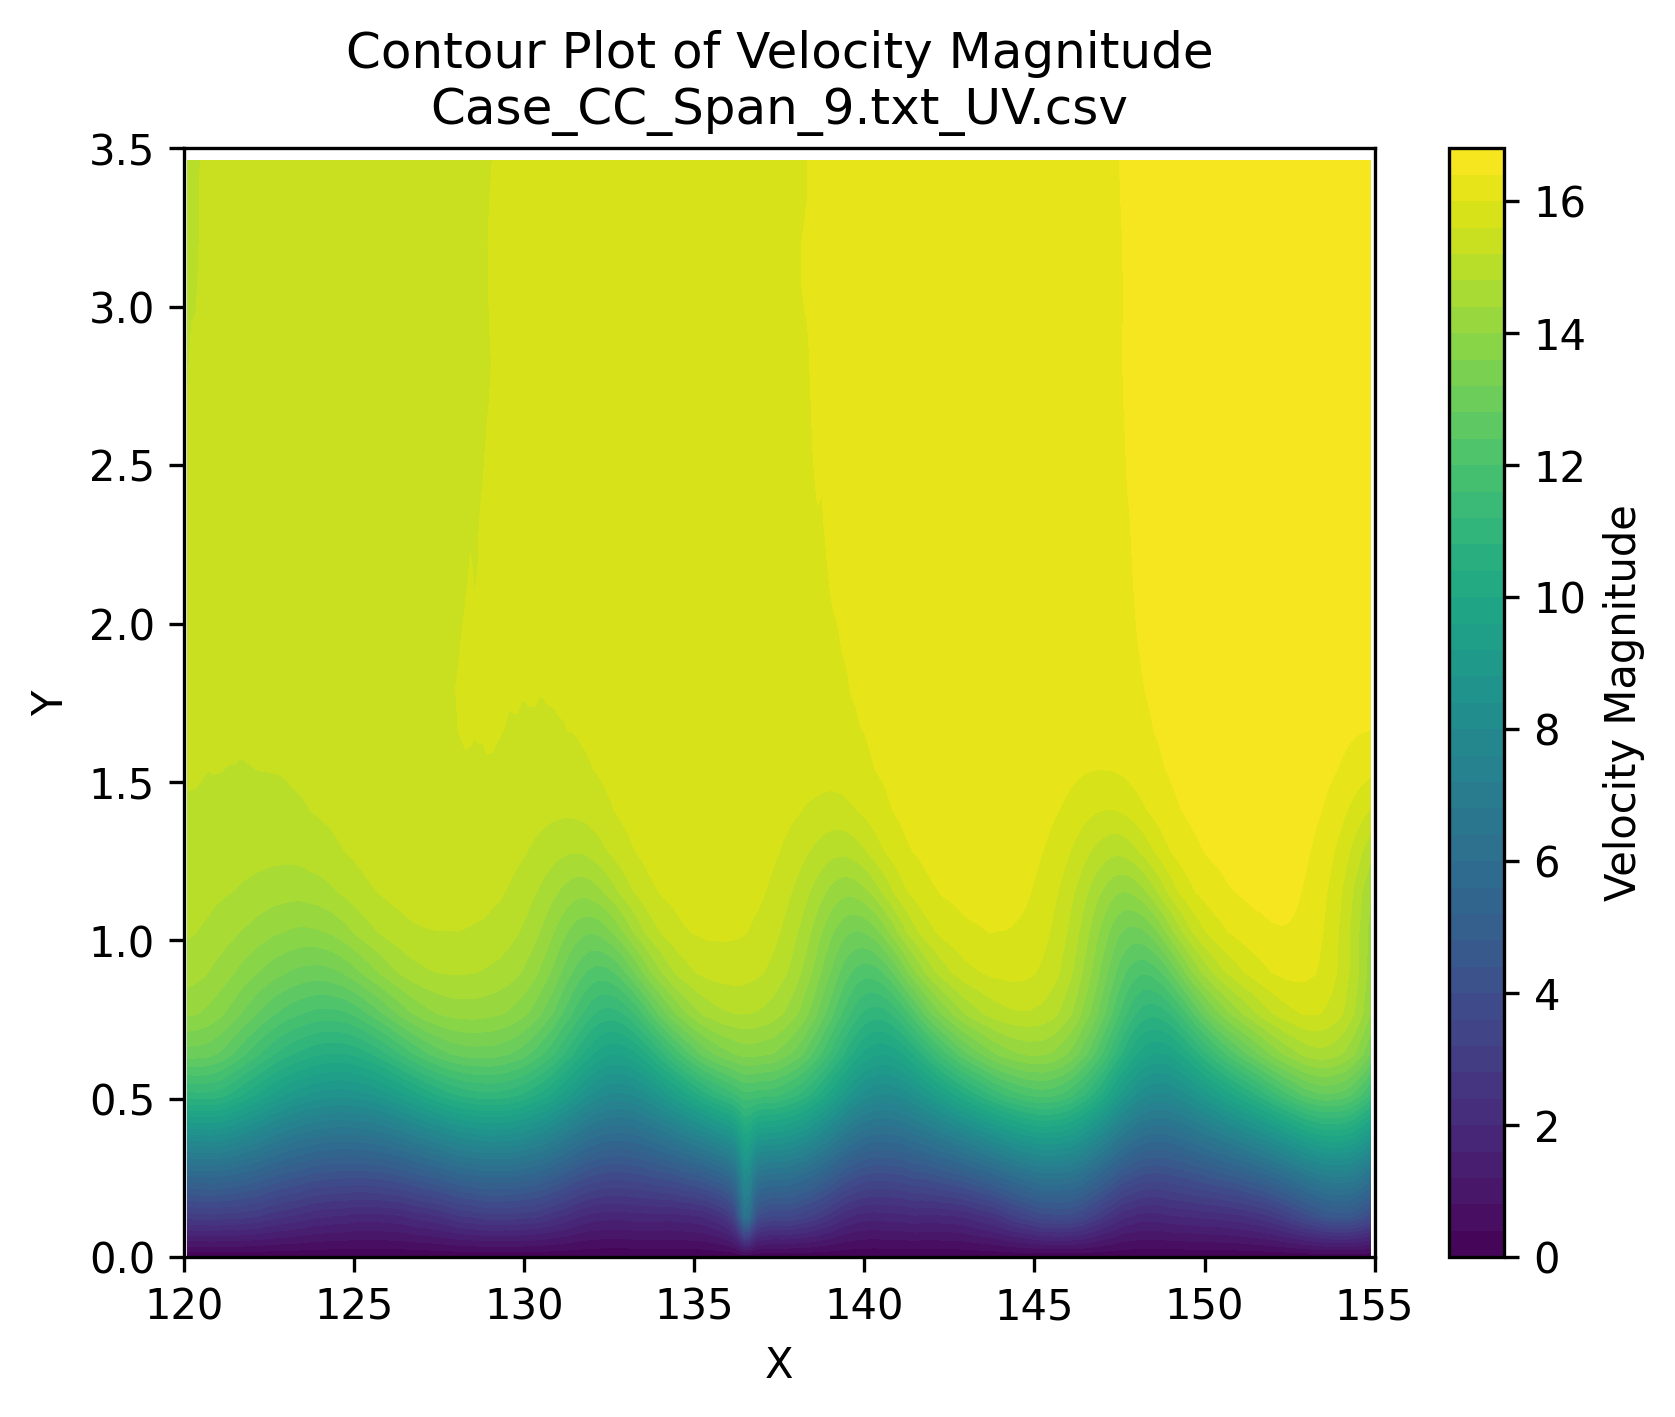 Contour Plot of Velocity Magnitude
Case_CC_Span_9.txt_UV.csv
3.5
3.0
2.5
2.0
1.5
1.0
0.5
0.0
Y
120 125 130 135 140 145 150 155
X
16
14
12
10
8
6
4
2
0
Velocity Magnitude